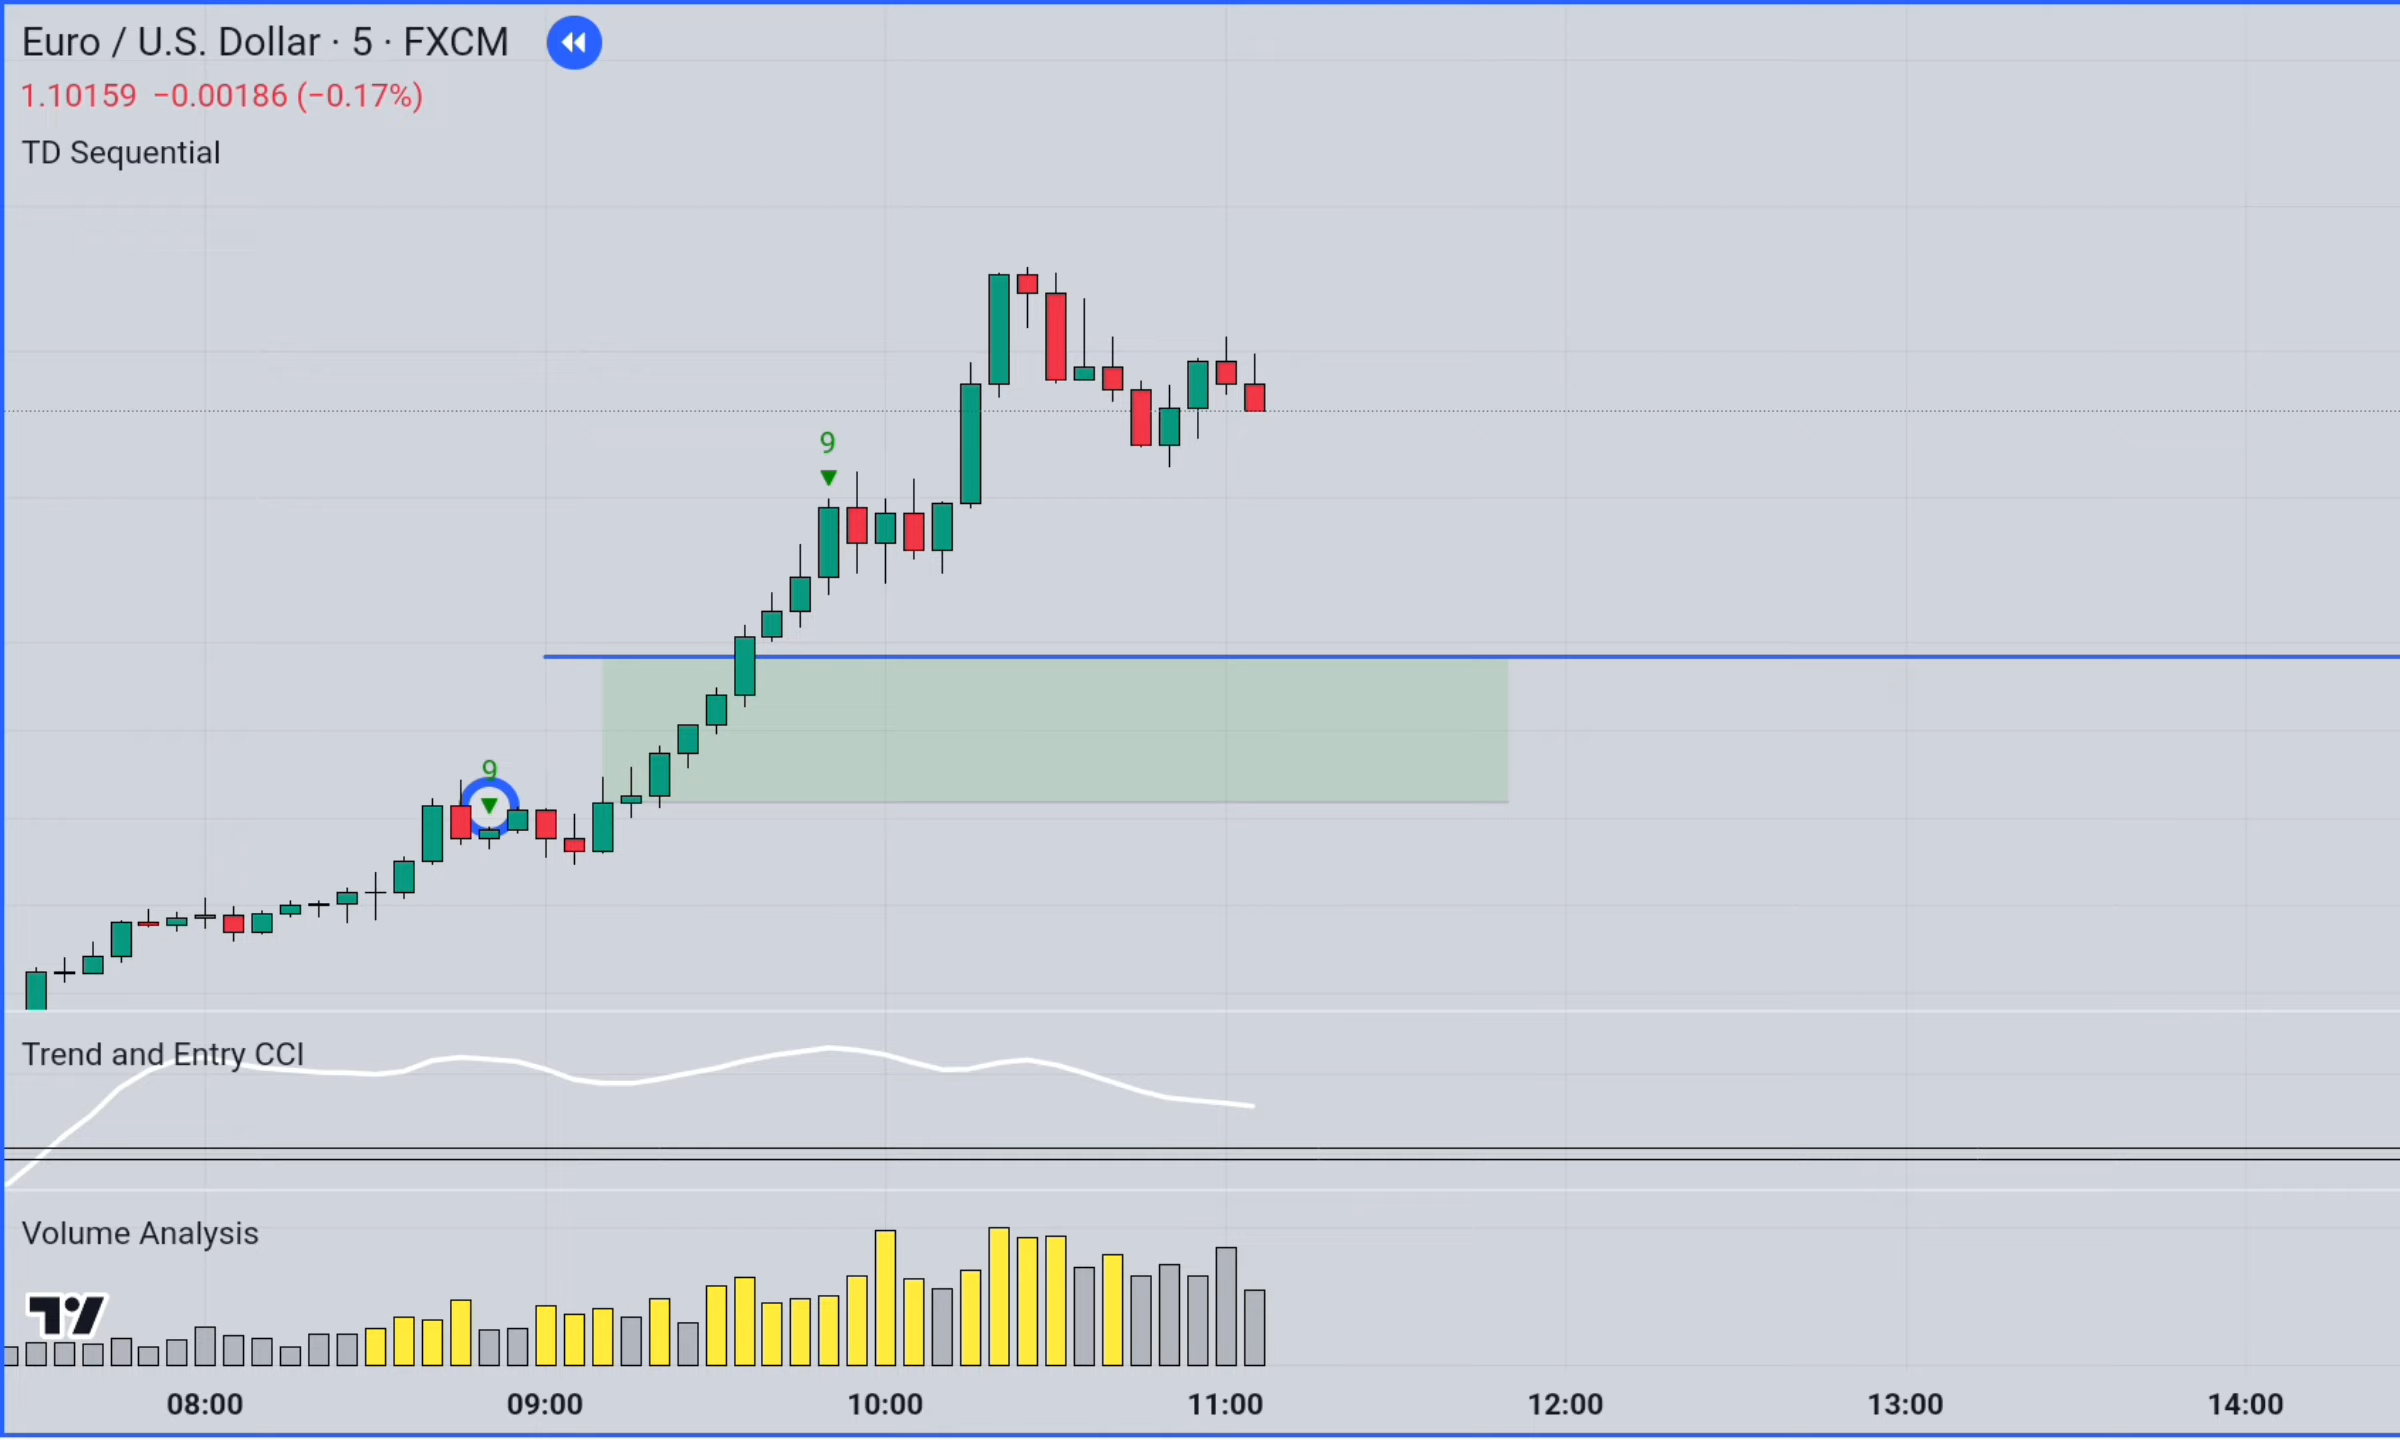 Euro / U.S. Dollar · 5 · FXCM
1.10159 −0.00186 (−0.17%)
TD Sequential
9
9
Trend and Entry CCI
Volume Analysis
08:00 09:00 10:00 11:00 12:00 13:00 14:00